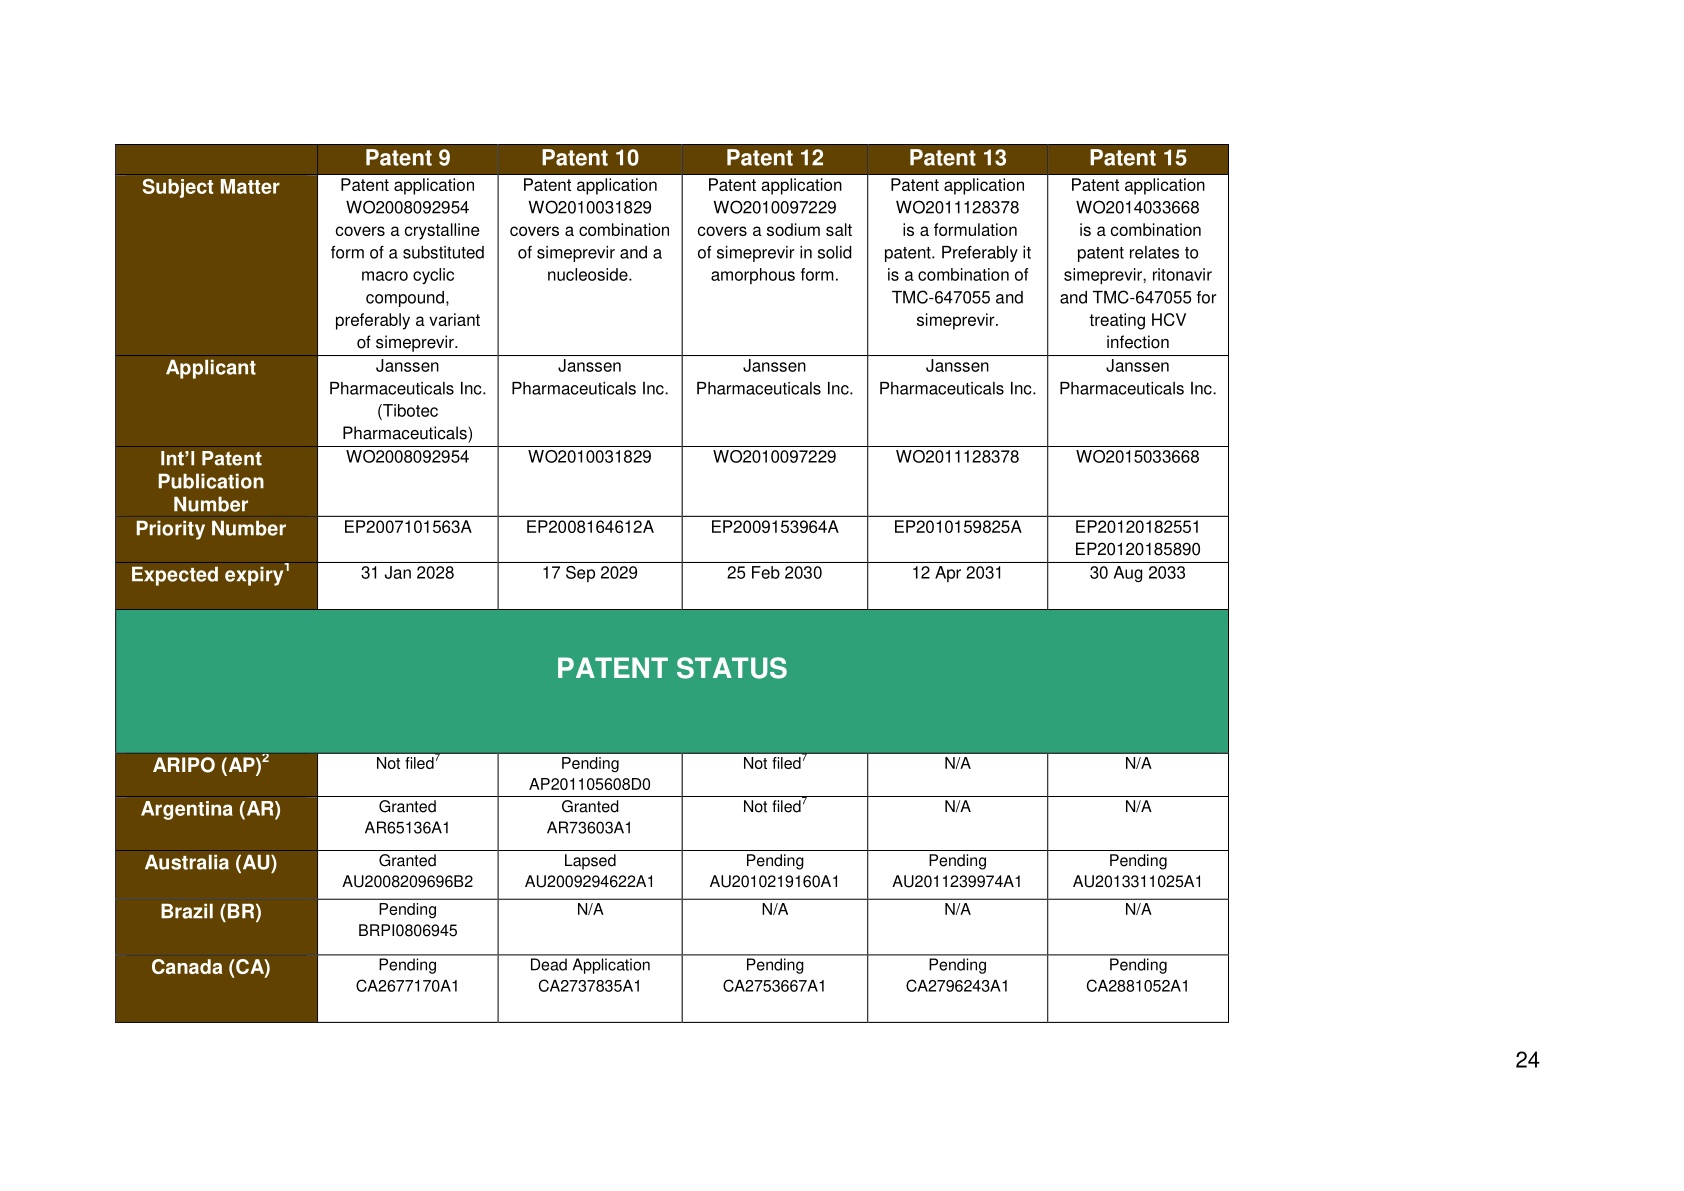 Patent 9 Patent 10 Patent 12 Patent 13 Patent 15
Subject Matter
Patent application
WO2008092954
covers a crystalline
form of a substituted
macro cyclic
compound,
preferably a variant
of simeprevir.
Patent application
WO2010031829
covers a combination
of simeprevir and a
nucleoside.
Patent application
WO2010097229
covers a sodium salt
of simeprevir in solid
amorphous form.
Patent application
WO2011128378
is a formulation
patent. Preferably it
is a combination of
TMC-647055 and
simeprevir.
Patent application
WO2014033668
is a combination
patent relates to
simeprevir, ritonavir
and TMC-647055 for
treating HCV
infection
Applicant
Janssen
Pharmaceuticals Inc.
(Tibotec
Pharmaceuticals)
Janssen
Pharmaceuticals Inc.
Janssen
Pharmaceuticals Inc.
Janssen
Pharmaceuticals Inc.
Janssen
Pharmaceuticals Inc.
Int’l Patent
Publication
Number
WO2008092954
WO2010031829
WO2010097229
WO2011128378
WO2015033668
Priority Number
EP2007101563A
EP2008164612A
EP2009153964A
EP2010159825A
EP20120182551
EP20120185890
Expected expiry1
31 Jan 2028
17 Sep 2029
25 Feb 2030
12 Apr 2031
30 Aug 2033
PATENT STATUS
ARIPO (AP)2
Not filed7
Pending
AP201105608D0
Not filed7
N/A
N/A
Argentina (AR)
Granted
AR65136A1
Granted
AR73603A1
Not filed7
N/A
N/A
Australia (AU)
Granted
AU2008209696B2
Lapsed
AU2009294622A1
Pending
AU2010219160A1
Pending
AU2011239974A1
Pending
AU2013311025A1
Brazil (BR)
Pending
BRPI0806945
N/A
N/A
N/A
N/A
Canada (CA)
Pending
CA2677170A1
Dead Application
CA2737835A1
Pending
CA2753667A1
Pending
CA2796243A1
Pending
CA2881052A1
24